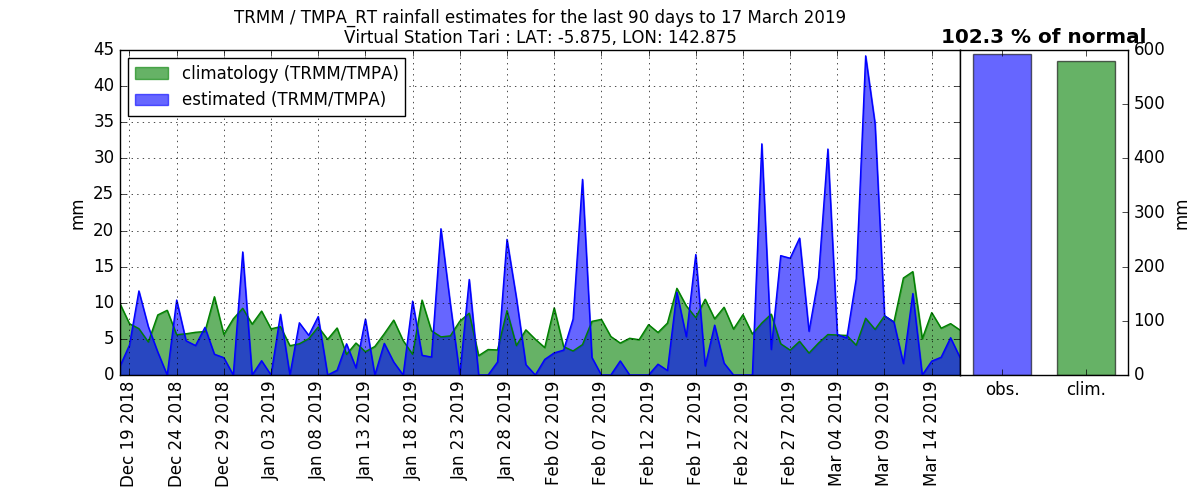 TRMM / TMPA_RT rainfall estimates for the last 90 days to 17 March 2019
Virtual Station Tari : LAT: -5.875, LON: 142.875
102.3 % of normal
climatology (TRMM/TMPA)
estimated (TRMM/TMPA)
mm
45
40
35
30
25
20
15
10
5
0
Dec 19 2018
Dec 24 2018
Dec 29 2018
Jan 03 2019
Jan 08 2019
Jan 13 2019
Jan 18 2019
Jan 23 2019
Jan 28 2019
Feb 02 2019
Feb 07 2019
Feb 12 2019
Feb 17 2019
Feb 22 2019
Feb 27 2019
Mar 04 2019
Mar 09 2019
Mar 14 2019
obs.
clim.
600
500
400
300
200
100
0
mm